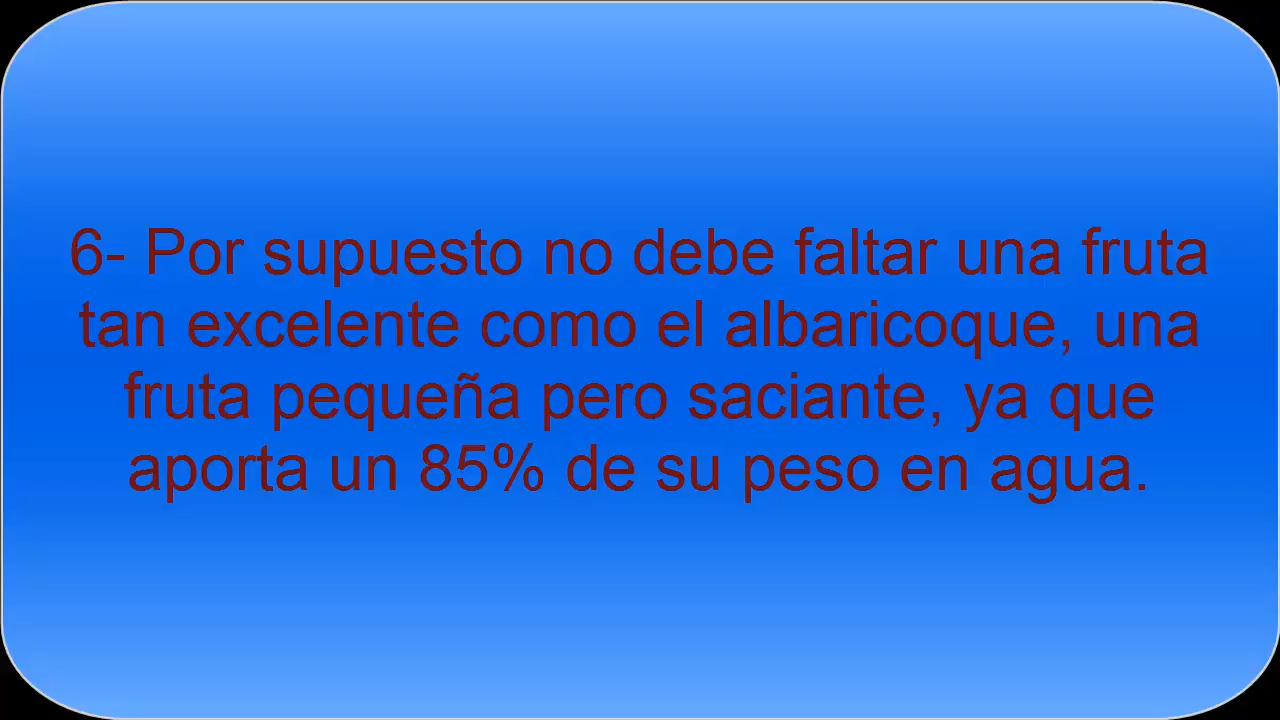 6- Por supuesto no debe faltar una fruta
tan excelente como el albaricoque, una
fruta pequeña pero saciante, ya que
aporta un 85% de su peso en agua.